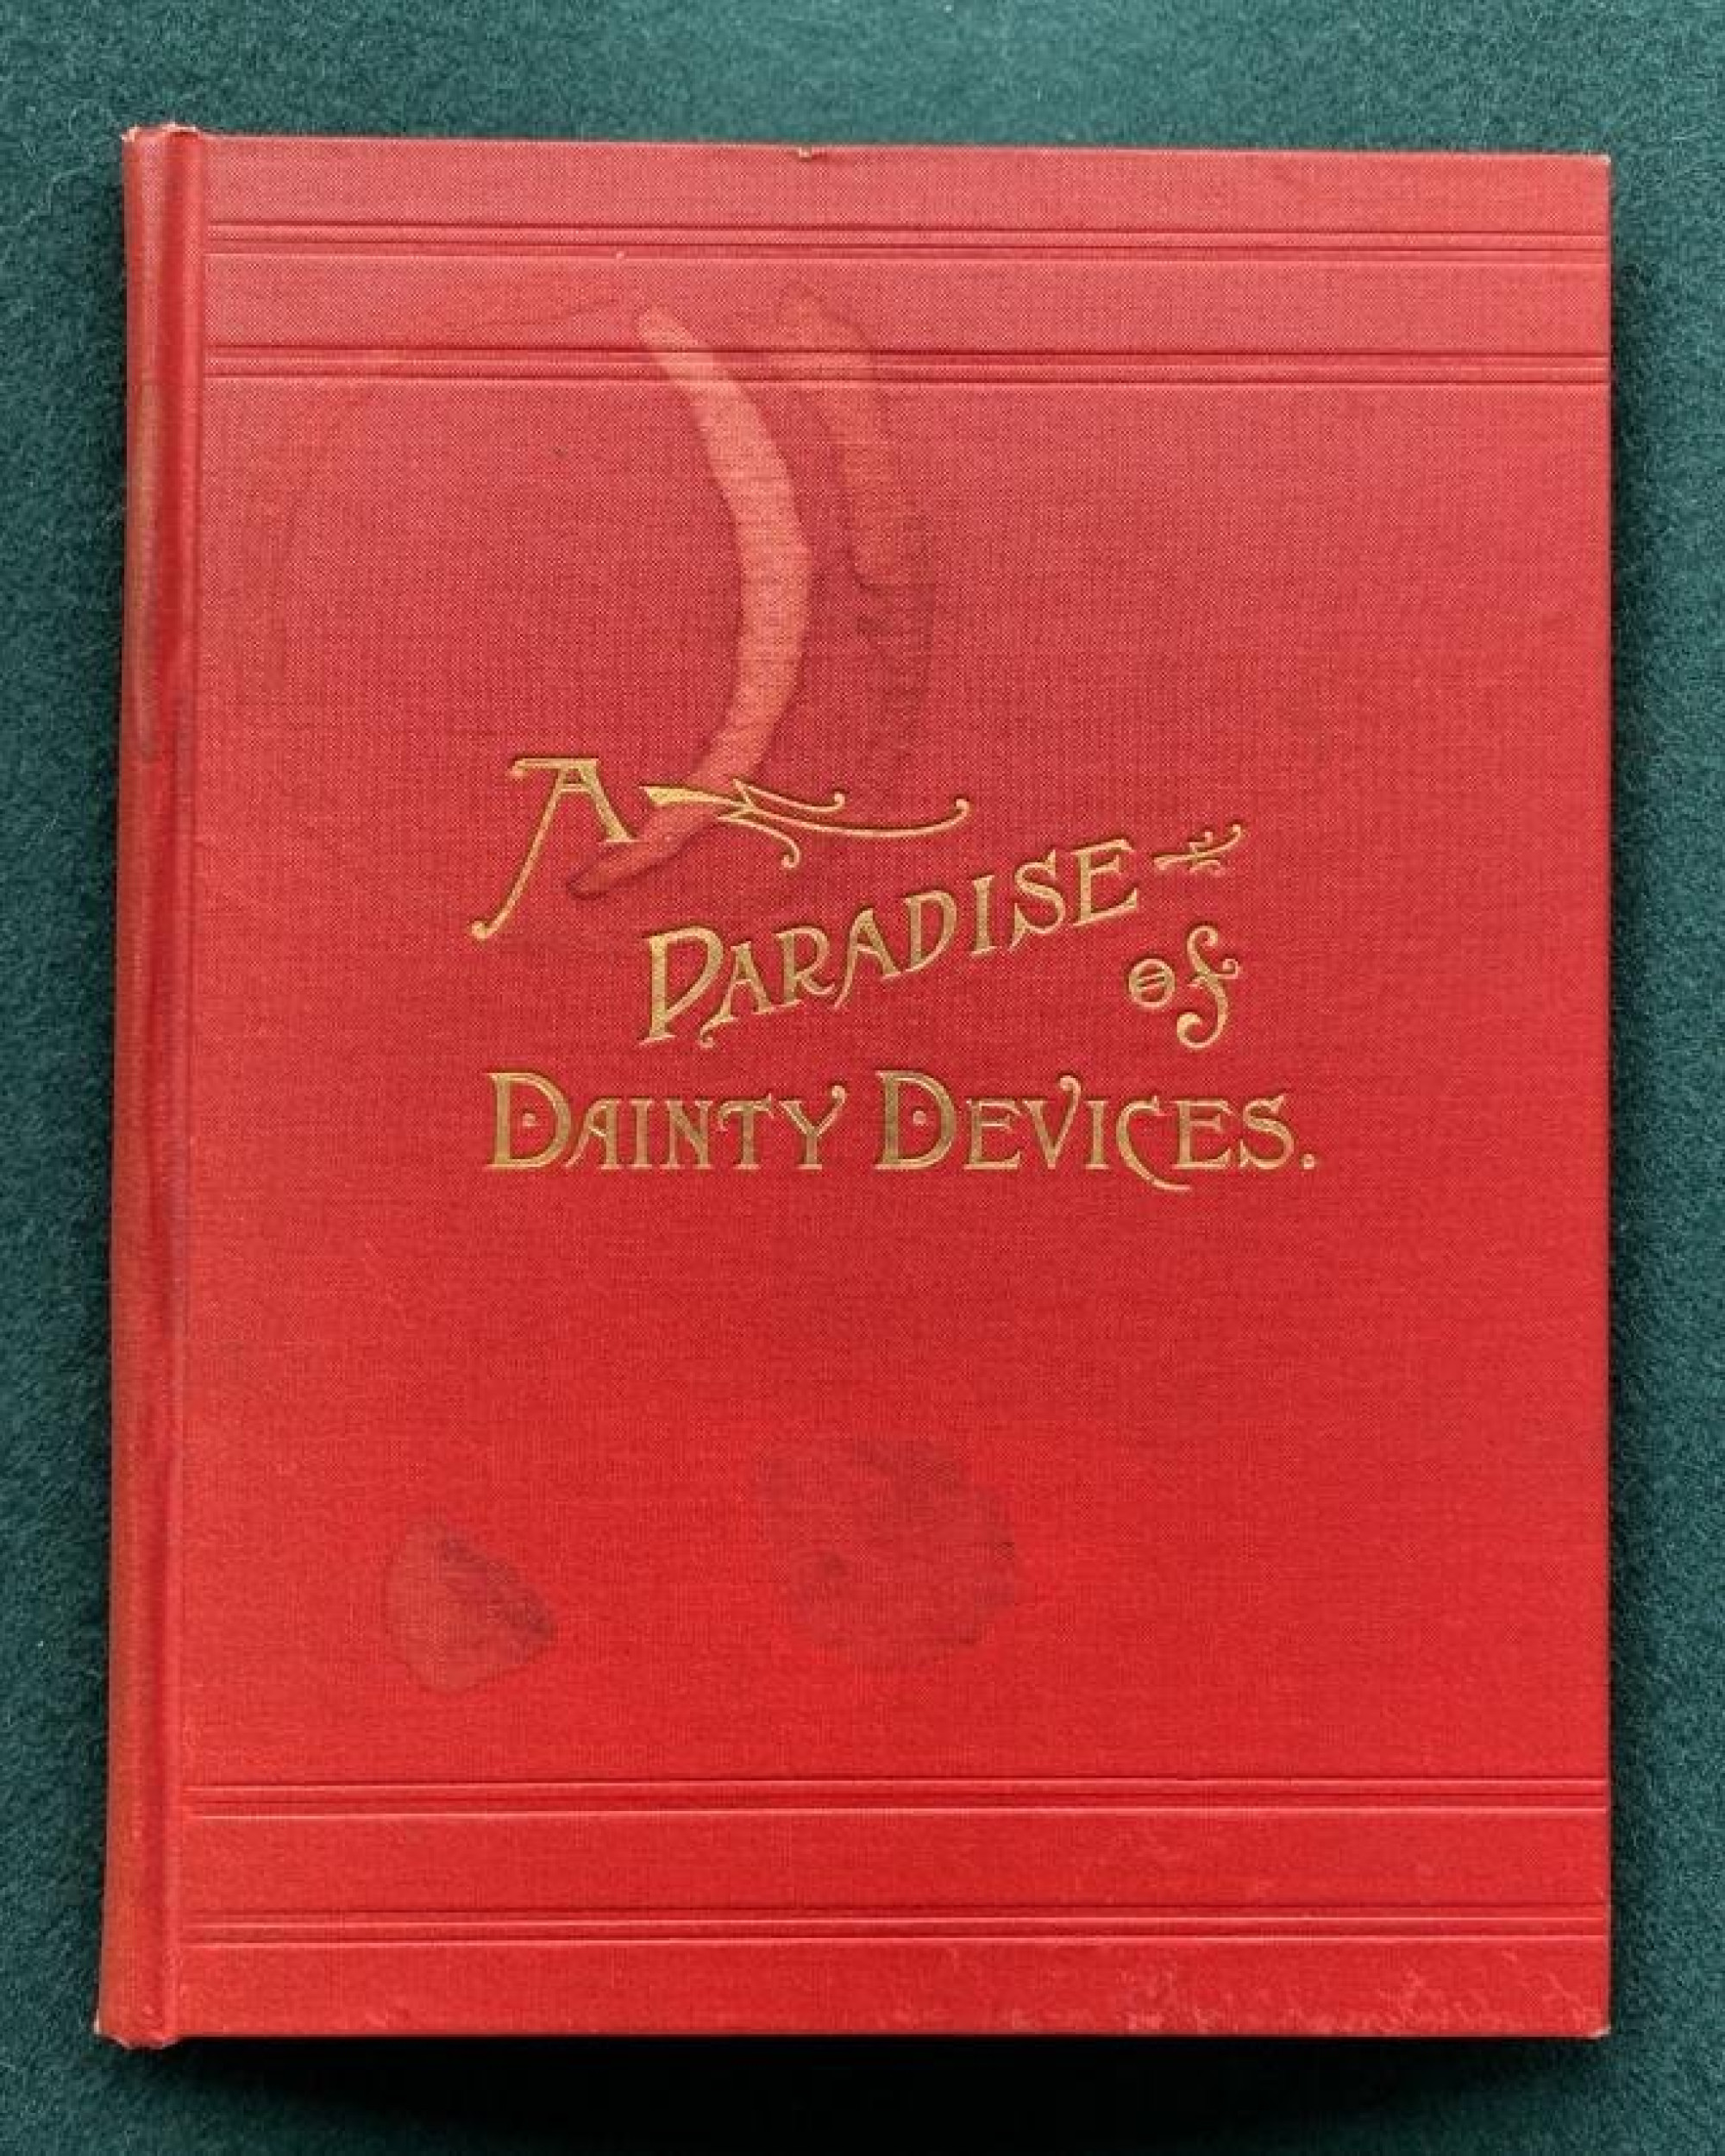 A
PARADISE
of
DAINTY DEVICES.